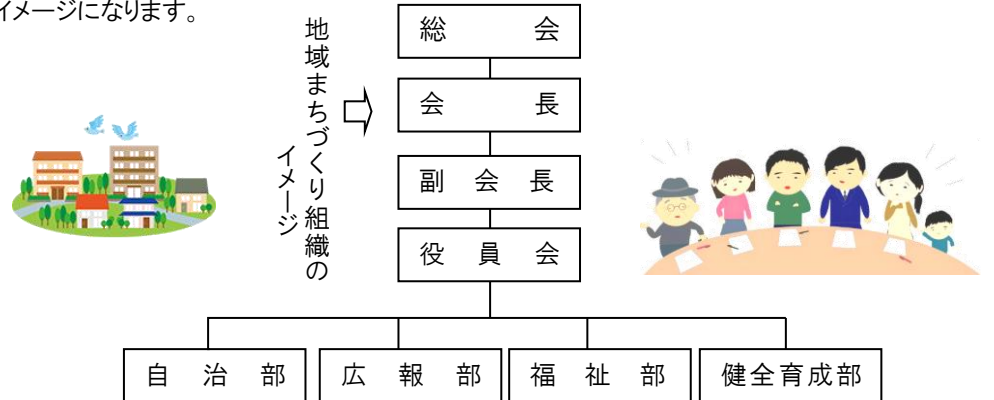 イメージになります。
地域まちづくり組織の
イメージ
総会
会長
副会長
役員会
自治部
広報部
福祉部
健全育成部